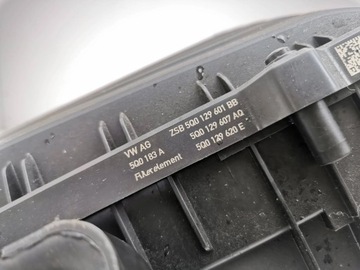 VW AG
5Q0 183 A
Filterelement
ZSB 5Q0 129 601 BB
5Q0 129 607 AQ
5Q0 129 620 E